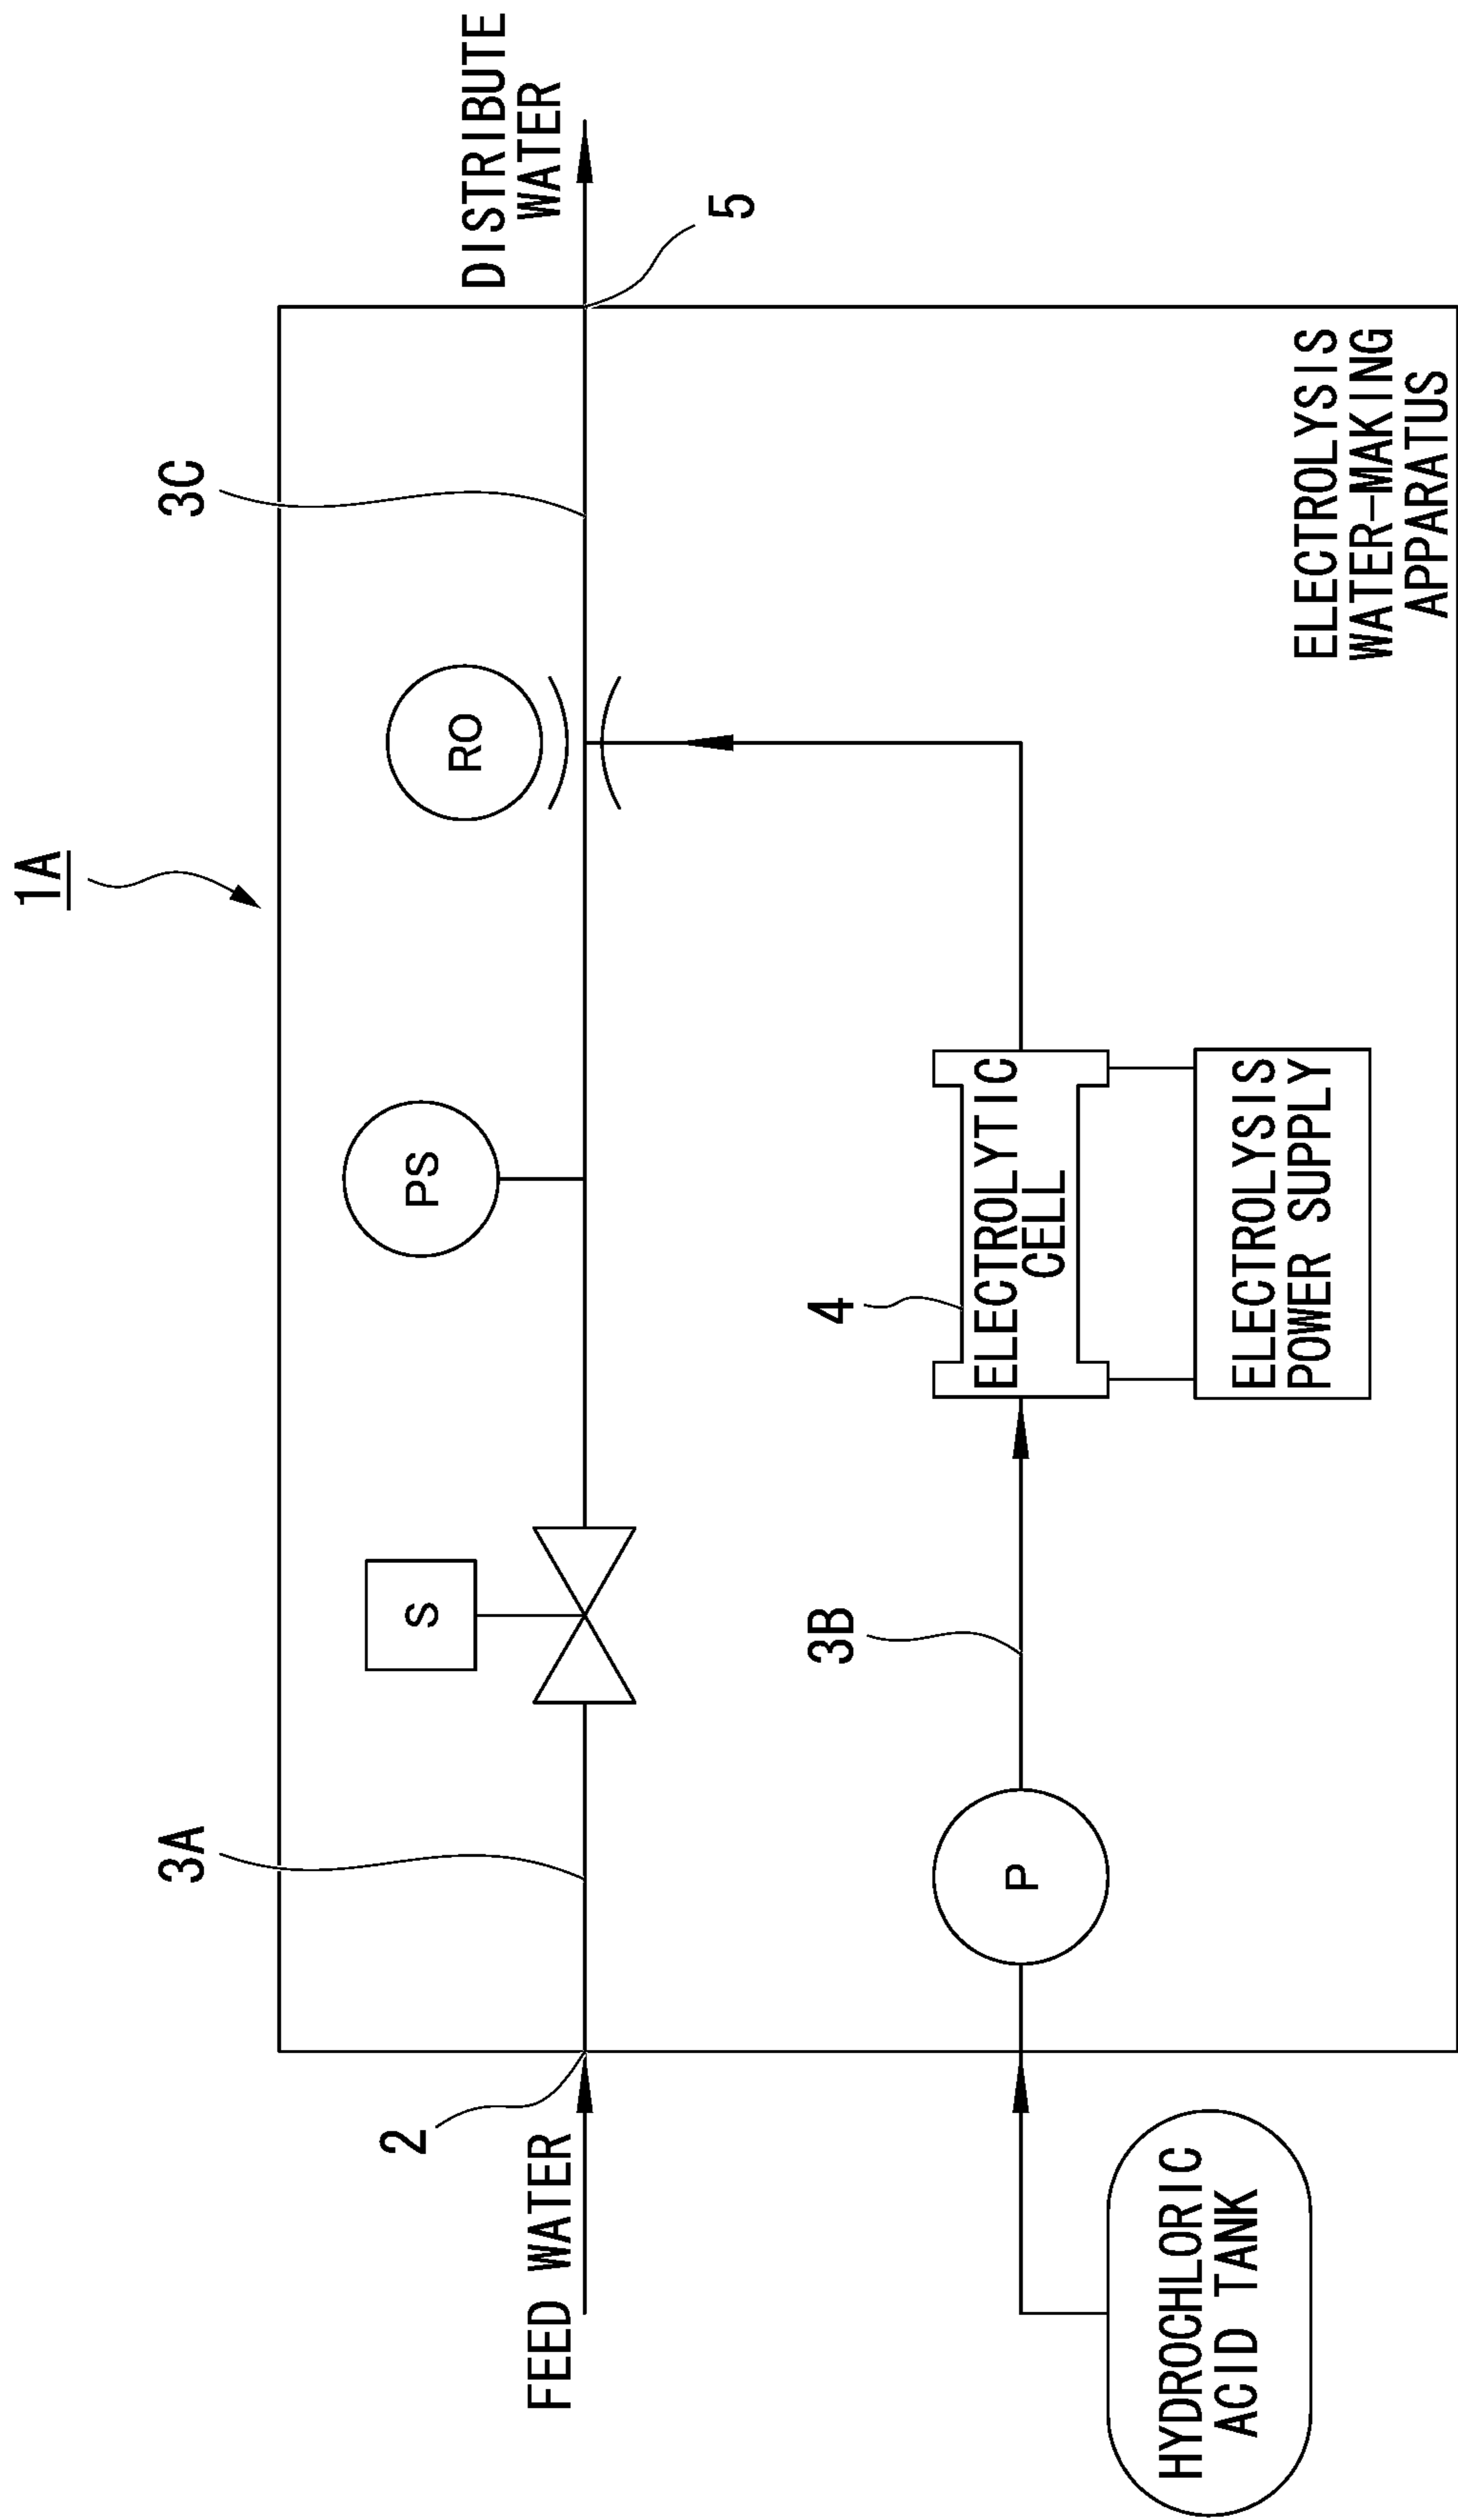 1A
3A
3C
S
PS
RO
DISTRIBUTE
WATER
FEED WATER
2
5
3B
4
P
ELECTROLYTIC
CELL
ELECTROLYSIS
POWER SUPPLY
HYDROCHLORIC
ACID TANK
ELECTROLYSIS
WATER-MAKING
APPARATUS